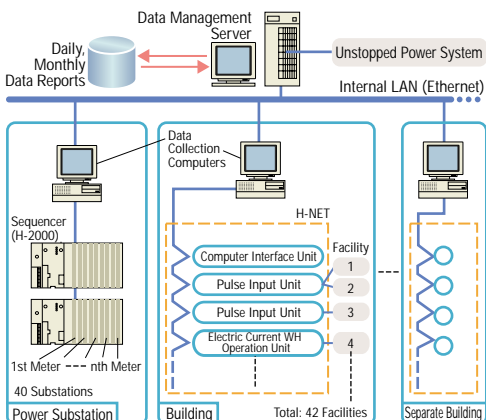 Data Management
Server
Daily,
Monthly
Data Reports
Unstopped Power System
Internal LAN (Ethernet)
Data
Collection
Computers
Sequencer
(H-2000)
1st Meter
nth Meter
40 Substations
Power Substation
H-NET
Facility
Computer Interface Unit
1
Pulse Input Unit
2
Pulse Input Unit
3
Electric Current WH
Operation Unit
4
Total: 42 Facilities
Building
Separate Building